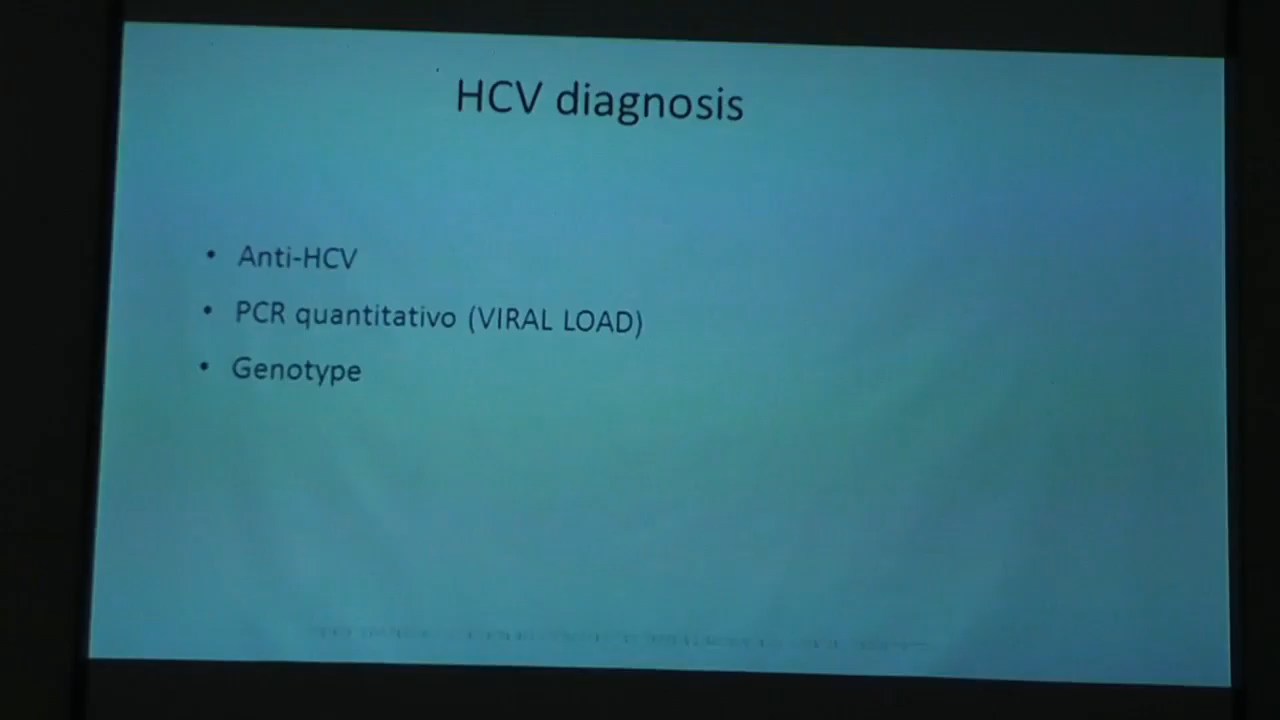 HCV diagnosis
• Anti-HCV
• PCR quantitativo (VIRAL LOAD)
• Genotype